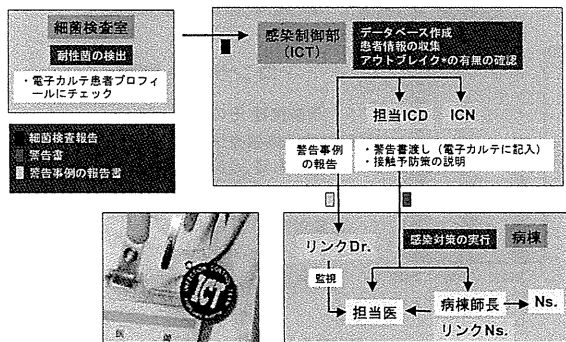 細菌検査室
耐性菌の検出
・電子カルテ患者プロフィ
ールにチェック
感染制御部
(ICT)
データベース作成
患者情報の収集
アウトブレイク*の有無の確認
担当ICD
ICN
細菌検査報告
警告書
警告事例の報告書
警告事例
の報告
・警告書渡し（電子カルテに記入）
・接触予防策の説明
リンクDr.
感染対策の実行
病棟
監視
担当医
病棟師長
リンクNs.
Ns.
ICT
医